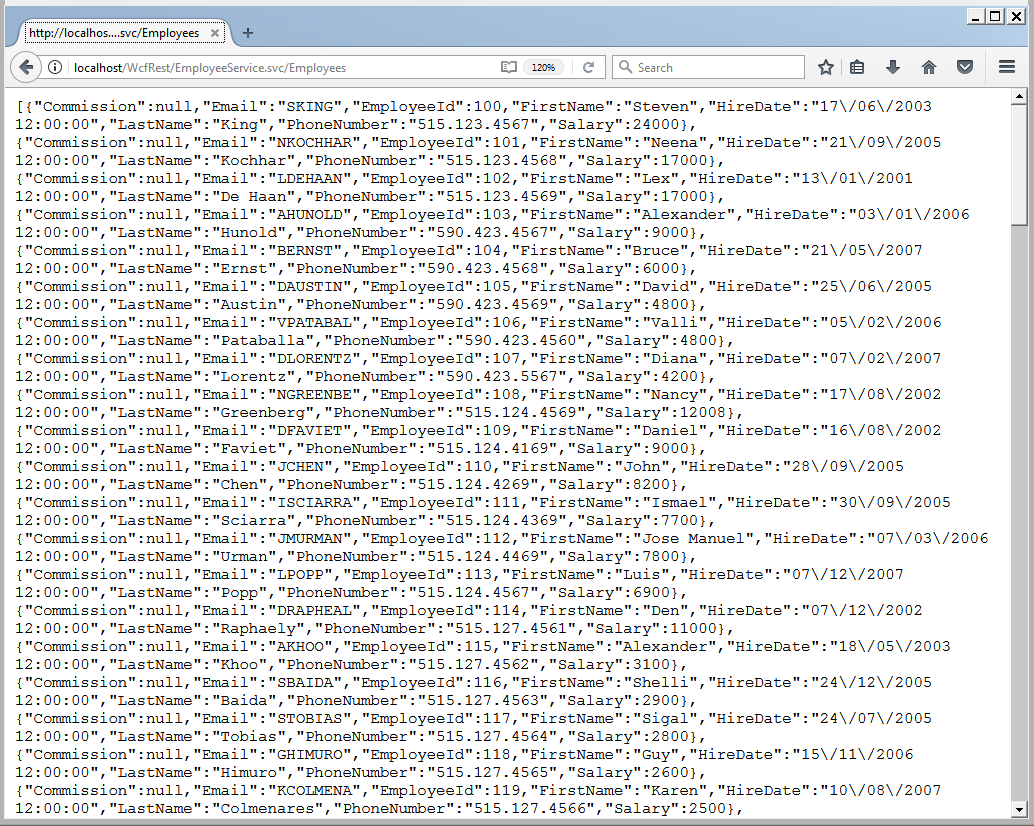 http://localhos....svc/Employees
localhost/WcfRest/EmployeeService.svc/Employees
120%
Search
[{"Commission":null,"Email":"SKING","EmployeeId":100,"FirstName":"Steven","HireDate":"17\/06\/2003
12:00:00","LastName":"King","PhoneNumber":"515.123.4567","Salary":24000},
{"Commission":null,"Email":"NKOCHHAR","EmployeeId":101,"FirstName":"Neena","HireDate":"21\/09\/2005
12:00:00","LastName":"Kochhar","PhoneNumber":"515.123.4568","Salary":17000},
{"Commission":null,"Email":"LDEHAAN","EmployeeId":102,"FirstName":"Lex","HireDate":"13\/01\/2001
12:00:00","LastName":"De Haan","PhoneNumber":"515.123.4569","Salary":17000},
{"Commission":null,"Email":"AHUNOLD","EmployeeId":103,"FirstName":"Alexander","HireDate":"03\/01\/2006
12:00:00","LastName":"Hunold","PhoneNumber":"590.423.4567","Salary":9000},
{"Commission":null,"Email":"BERNST","EmployeeId":104,"FirstName":"Bruce","HireDate":"21\/05\/2007
12:00:00","LastName":"Ernst","PhoneNumber":"590.423.4568","Salary":6000},
{"Commission":null,"Email":"DAUSTIN","EmployeeId":105,"FirstName":"David","HireDate":"25\/06\/2005
12:00:00","LastName":"Austin","PhoneNumber":"590.423.4569","Salary":4800},
{"Commission":null,"Email":"VPATABAL","EmployeeId":106,"FirstName":"Valli","HireDate":"05\/02\/2006
12:00:00","LastName":"Pataballa","PhoneNumber":"590.423.4560","Salary":4800},
{"Commission":null,"Email":"DLORENTZ","EmployeeId":107,"FirstName":"Diana","HireDate":"07\/02\/2007
12:00:00","LastName":"Lorentz","PhoneNumber":"590.423.5567","Salary":4200},
{"Commission":null,"Email":"NGREENBE","EmployeeId":108,"FirstName":"Nancy","HireDate":"17\/08\/2002
12:00:00","LastName":"Greenberg","PhoneNumber":"515.124.4569","Salary":12008},
{"Commission":null,"Email":"DFAVIET","EmployeeId":109,"FirstName":"Daniel","HireDate":"16\/08\/2002
12:00:00","LastName":"Faviet","PhoneNumber":"515.124.4169","Salary":9000},
{"Commission":null,"Email":"JCHEN","EmployeeId":110,"FirstName":"John","HireDate":"28\/09\/2005
12:00:00","LastName":"Chen","PhoneNumber":"515.124.4269","Salary":8200},
{"Commission":null,"Email":"ISCIARRA","EmployeeId":111,"FirstName":"Ismael","HireDate":"30\/09\/2005
12:00:00","LastName":"Sciarra","PhoneNumber":"515.124.4369","Salary":7700},
{"Commission":null,"Email":"JMURMAN","EmployeeId":112,"FirstName":"Jose Manuel","HireDate":"07\/03\/2006
12:00:00","LastName":"Urman","PhoneNumber":"515.124.4469","Salary":7800},
{"Commission":null,"Email":"LPOPP","EmployeeId":113,"FirstName":"Luis","HireDate":"07\/12\/2007
12:00:00","LastName":"Popp","PhoneNumber":"515.124.4567","Salary":6900},
{"Commission":null,"Email":"DRAPHEAL","EmployeeId":114,"FirstName":"Den","HireDate":"07\/12\/2002
12:00:00","LastName":"Raphaely","PhoneNumber":"515.127.4561","Salary":11000},
{"Commission":null,"Email":"AKHOO","EmployeeId":115,"FirstName":"Alexander","HireDate":"18\/05\/2003
12:00:00","LastName":"Khoo","PhoneNumber":"515.127.4562","Salary":3100},
{"Commission":null,"Email":"SBAIDA","EmployeeId":116,"FirstName":"Shelli","HireDate":"24\/12\/2005
12:00:00","LastName":"Baida","PhoneNumber":"515.127.4563","Salary":2900},
{"Commission":null,"Email":"STOBIAS","EmployeeId":117,"FirstName":"Sigal","HireDate":"24\/07\/2005
12:00:00","LastName":"Tobias","PhoneNumber":"515.127.4564","Salary":2800},
{"Commission":null,"Email":"GHIMURO","EmployeeId":118,"FirstName":"Guy","HireDate":"15\/11\/2006
12:00:00","LastName":"Himuro","PhoneNumber":"515.127.4565","Salary":2600},
{"Commission":null,"Email":"KCOLMENA","EmployeeId":119,"FirstName":"Karen","HireDate":"10\/08\/2007
12:00:00","LastName":"Colmenares","PhoneNumber":"515.127.4566","Salary":2500},